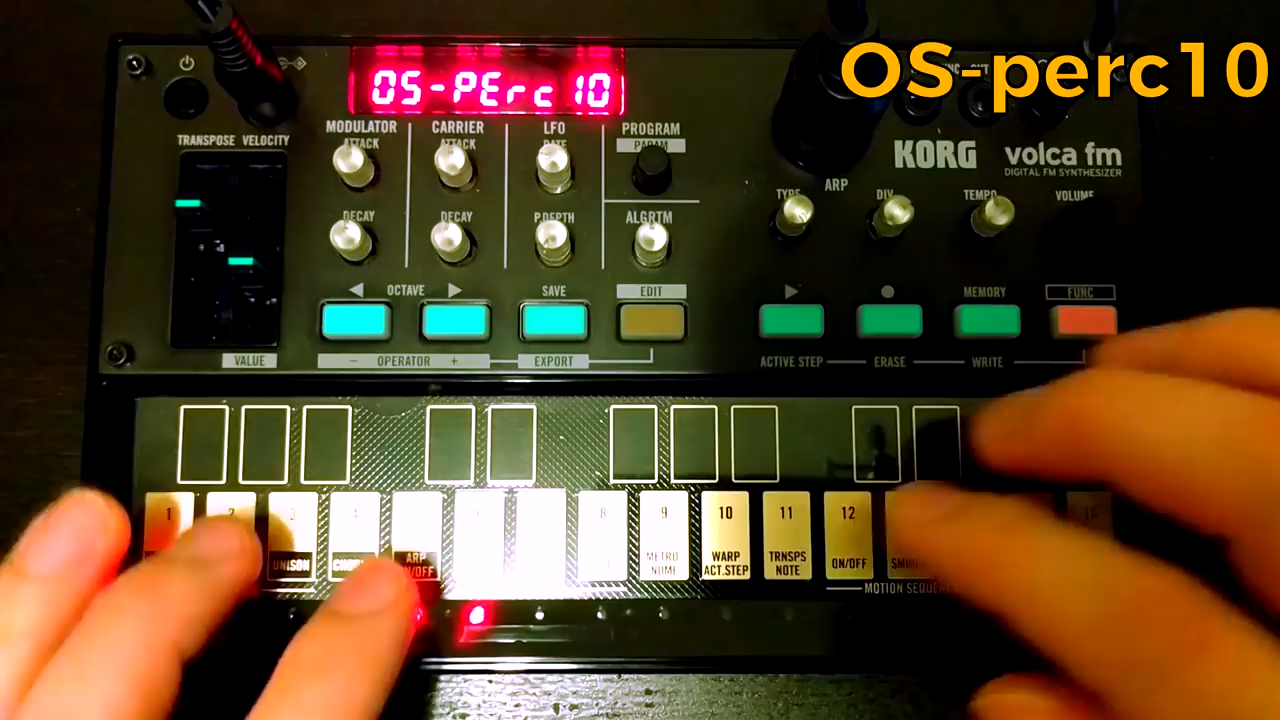 OS-perc10
OS-PErc 10
TRANSPOSE VELOCITY
MODULATOR CARRIER LFO PROGRAM
ATTACK ATTACK RATE PARAM
KORG volca fm
DIGITAL FM SYNTHESIZER
ARP
TYPE DIV TEMPO VOLUME
DECAY DECAY P.DEPTH ALGRTM
OCTAVE SAVE EDIT MEMORY FUNC
VALUE - OPERATOR + EXPORT ACTIVE STEP ERASE WRITE
1 2 3 4 8 9 10 11 12
UNISON ARP ON/OFF METRO NOME WARP ACT.STEP TRNSPS NOTE ON/OFF